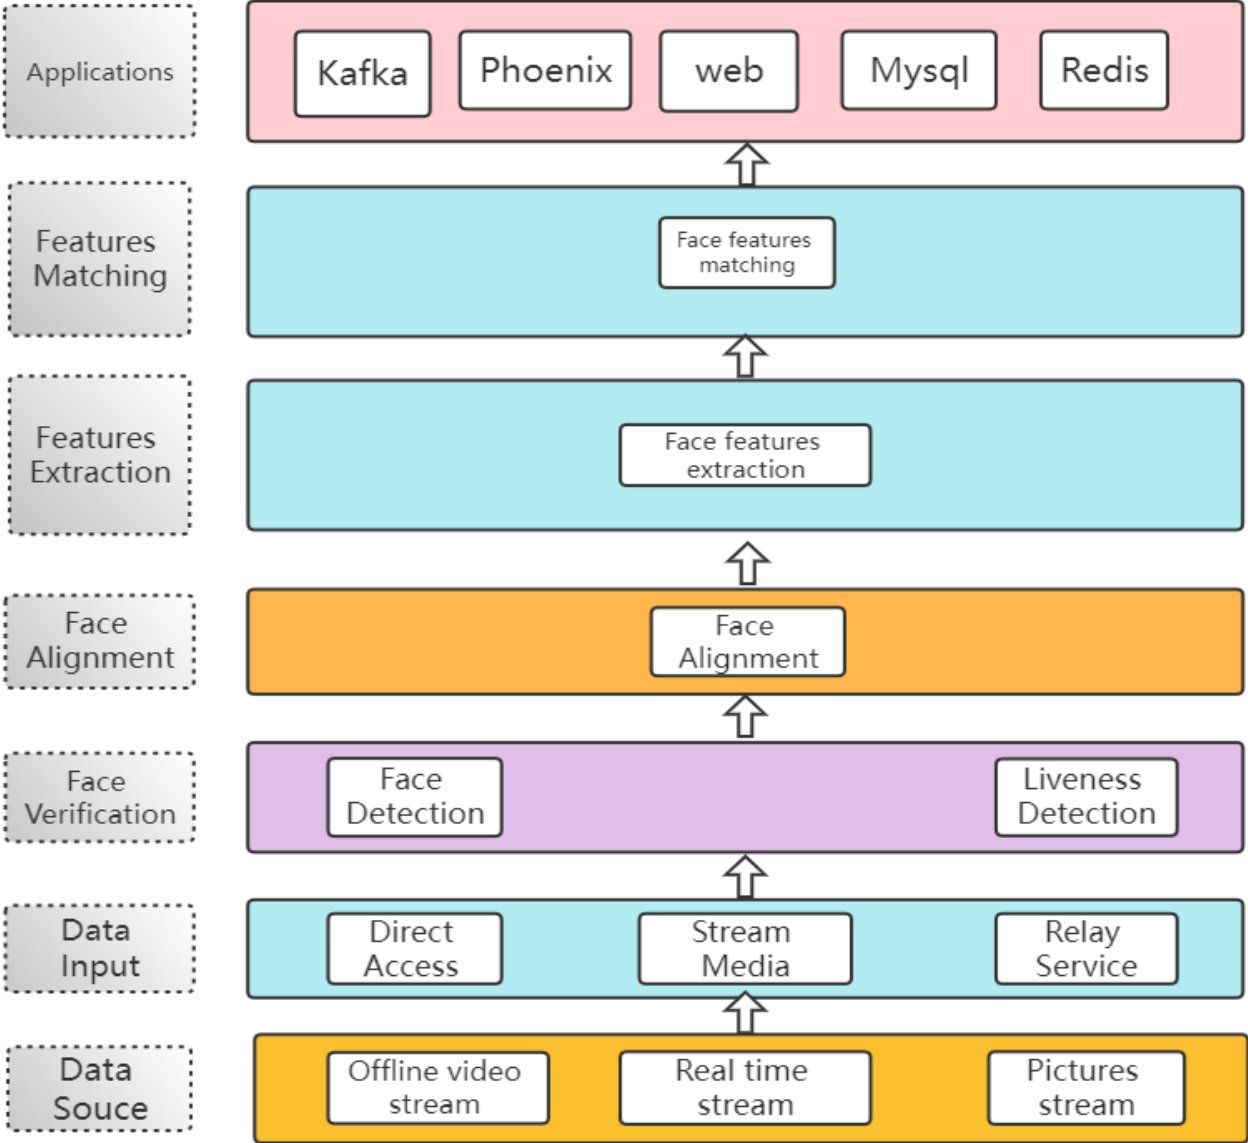 Applications
Kafka
Phoenix
web
Mysql
Redis
Features
Matching
Face features
matching
Features
Extraction
Face features
extraction
Face
Alignment
Face
Alignment
Face
Verification
Face
Detection
Liveness
Detection
Data
Input
Direct
Access
Stream
Media
Relay
Service
Data
Souce
Offline video
stream
Real time
stream
Pictures
stream